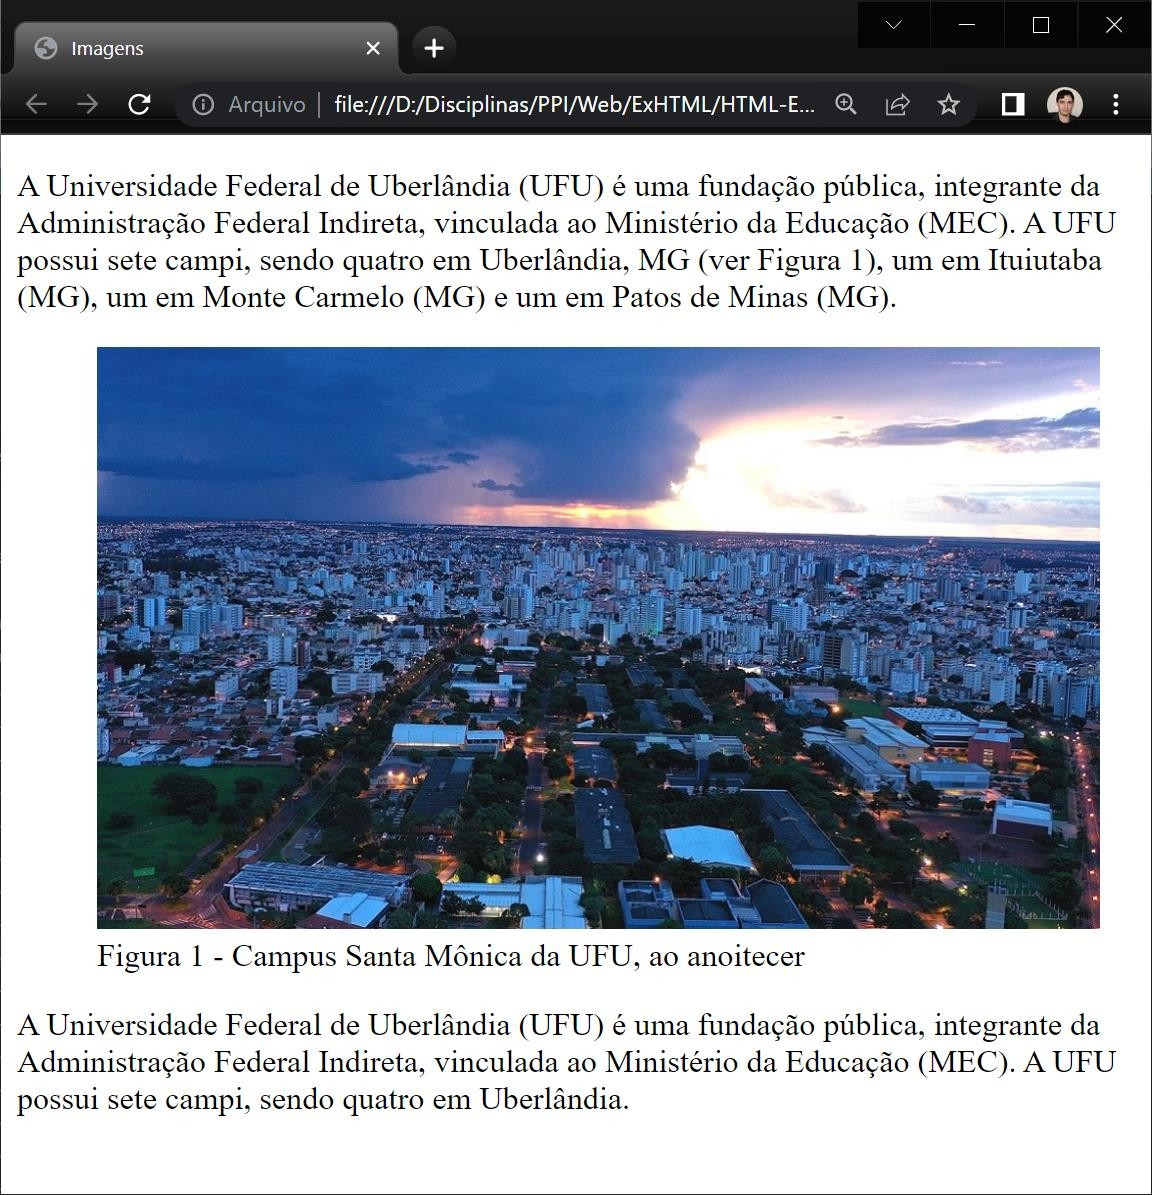 Imagens
Arquivo | file:///D:/Disciplinas/PPI/Web/ExHTML/HTML-E...
A Universidade Federal de Uberlândia (UFU) é uma fundação pública, integrante da
Administração Federal Indireta, vinculada ao Ministério da Educação (MEC). A UFU
possui sete campi, sendo quatro em Uberlândia, MG (ver Figura 1), um em Ituiutaba
(MG), um em Monte Carmelo (MG) e um em Patos de Minas (MG).
Figura 1 - Campus Santa Mônica da UFU, ao anoitecer
A Universidade Federal de Uberlândia (UFU) é uma fundação pública, integrante da
Administração Federal Indireta, vinculada ao Ministério da Educação (MEC). A UFU
possui sete campi, sendo quatro em Uberlândia.